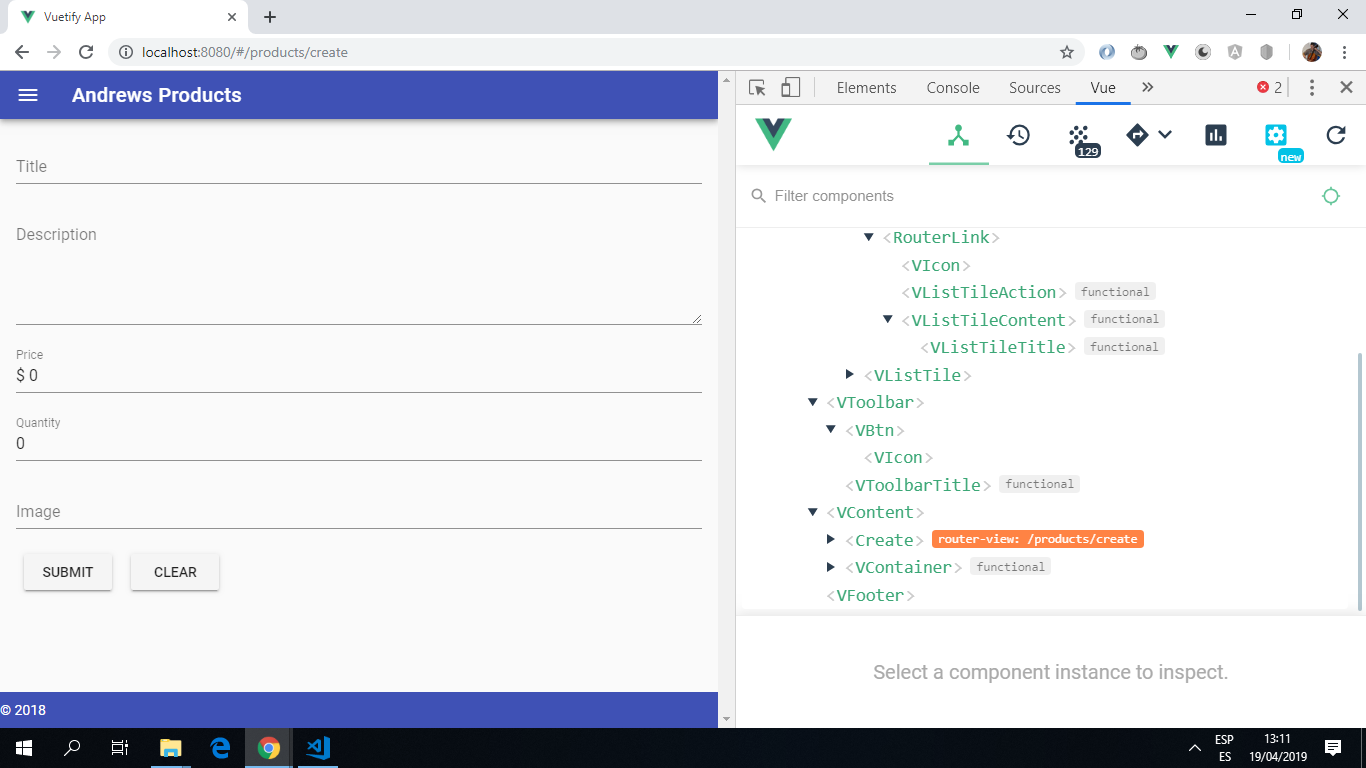 Vuetify App
localhost:8080/#/products/create
Andrews Products
Title
Description
Price
$ 0
Quantity
0
Image
SUBMIT
CLEAR
© 2018
Elements
Console
Sources
Vue
2
129
new
Filter components
<RouterLink>
<VIcon>
<VListTileAction> functional
<VListTileContent> functional
<VListTileTitle> functional
<VListTile>
<VToolbar>
<VBtn>
<VIcon>
<VToolbarTitle> functional
<VContent>
<Create> router-view: /products/create
<VContainer> functional
<VFooter>
Select a component instance to inspect.
ESP
ES
13:11
19/04/2019